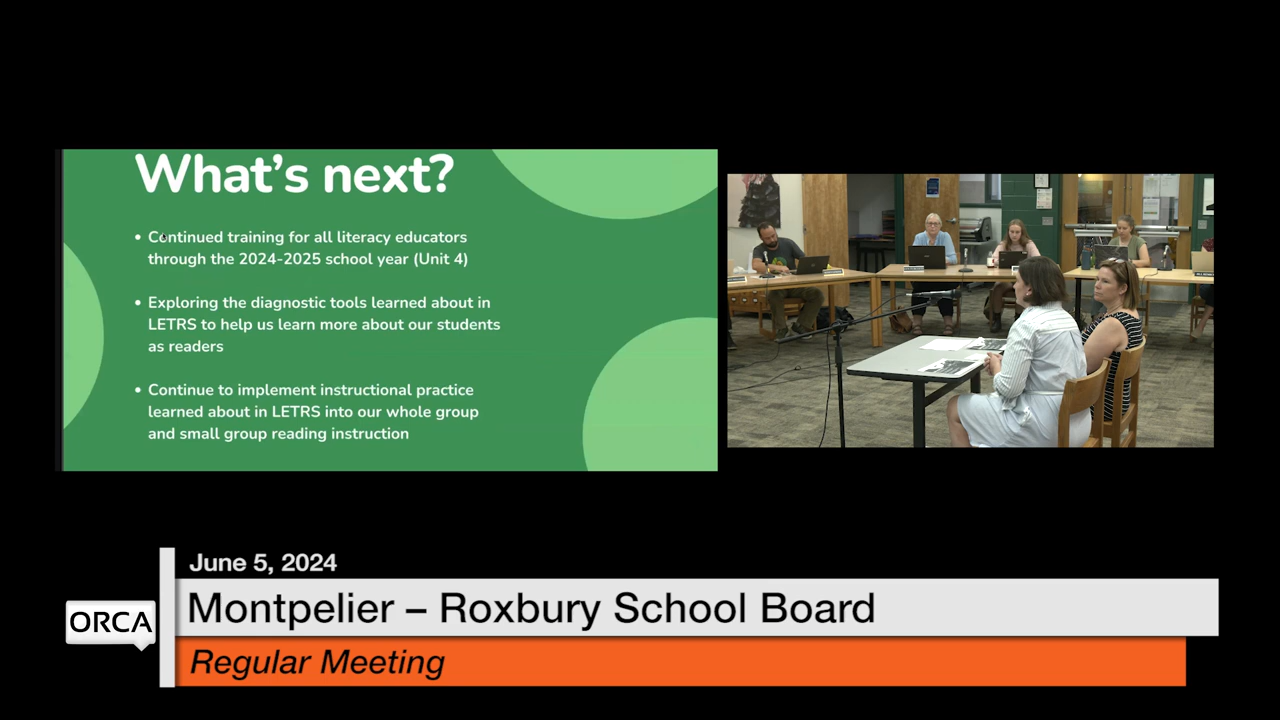 What's next?
• Continued training for all literacy educators
through the 2024-2025 school year (Unit 4)
• Exploring the diagnostic tools learned about in
LETRS to help us learn more about our students
as readers
• Continue to implement instructional practice
learned about in LETRS into our whole group
and small group reading instruction
June 5, 2024
ORCA
Montpelier – Roxbury School Board
Regular Meeting